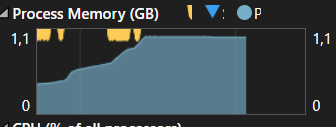 Process Memory (GB)
1,1 1,1
0 0
CPU (% of all processors)